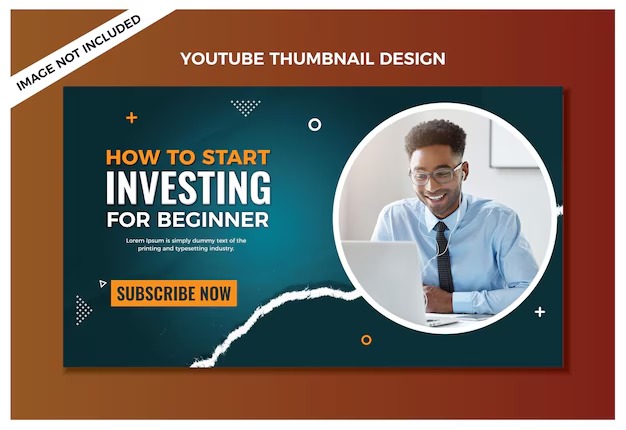 IMAGE NOT INCLUDED
YOUTUBE THUMBNAIL DESIGN
HOW TO START
INVESTING
FOR BEGINNER
Lorem Ipsum is simply dummy text of the
printing and typesetting industry.
SUBSCRIBE NOW